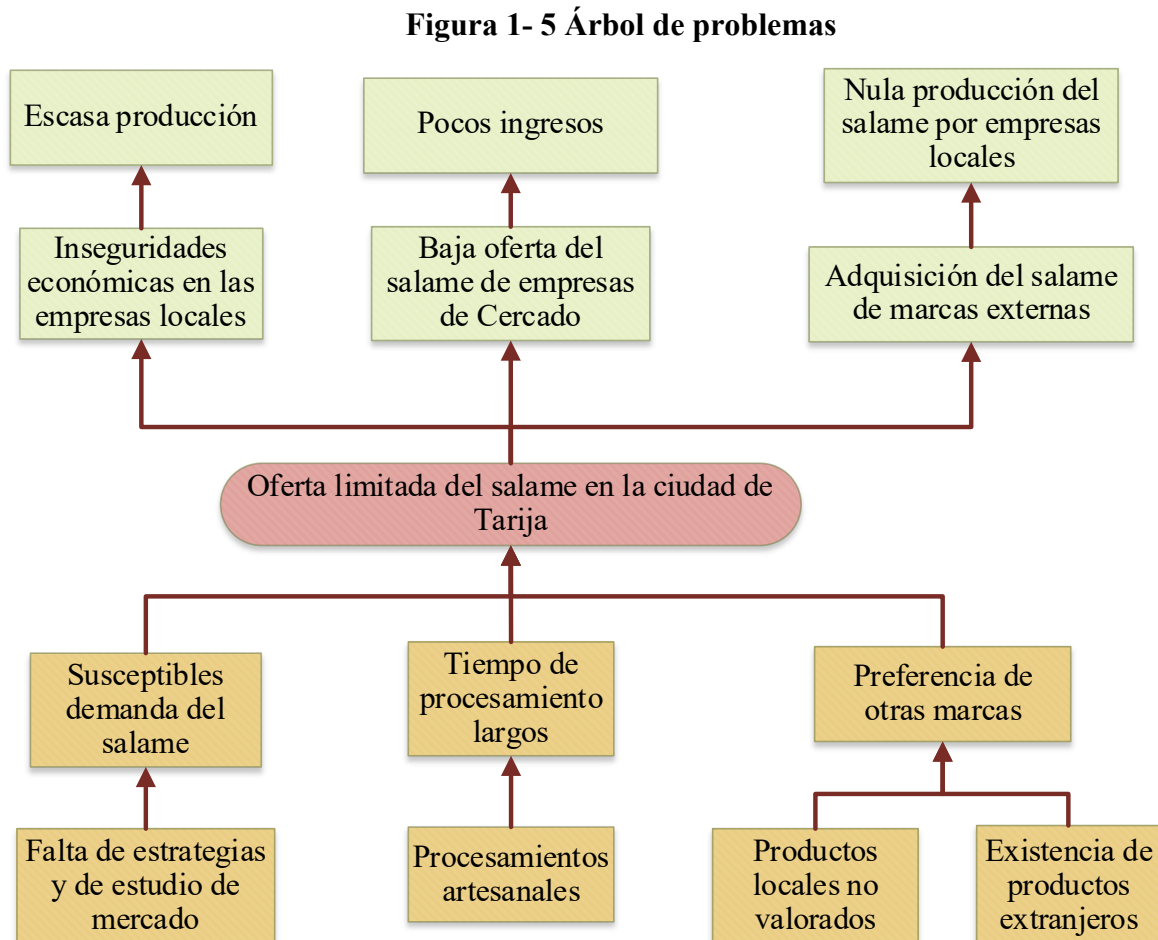 Figura 1- 5 Árbol de problemas
Escasa producción
Pocos ingresos
Nula producción del
salame por empresas
locales
Inseguridades
económicas en las
empresas locales
Baja oferta del
salame de empresas
de Cercado
Adquisición del salame
de marcas externas
Oferta limitada del salame en la ciudad de
Tarija
Susceptibles
demanda del
salame
Tiempo de
procesamiento
largos
Preferencia de
otras marcas
Falta de estrategias
y de estudio de
mercado
Procesamientos
artesanales
Productos
locales no
valorados
Existencia de
productos
extranjeros